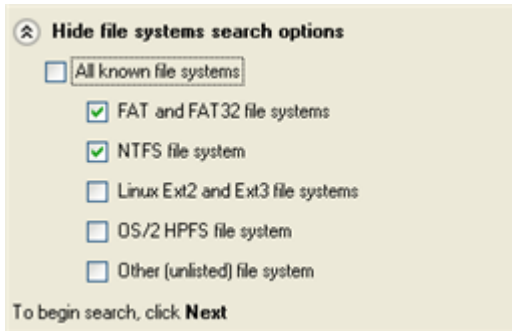 Hide file systems search options
All known file systems
FAT and FAT32 file systems
NTFS file system
Linux Ext2 and Ext3 file systems
OS/2 HPFS file system
Other (unlisted) file system
To begin search, click Next